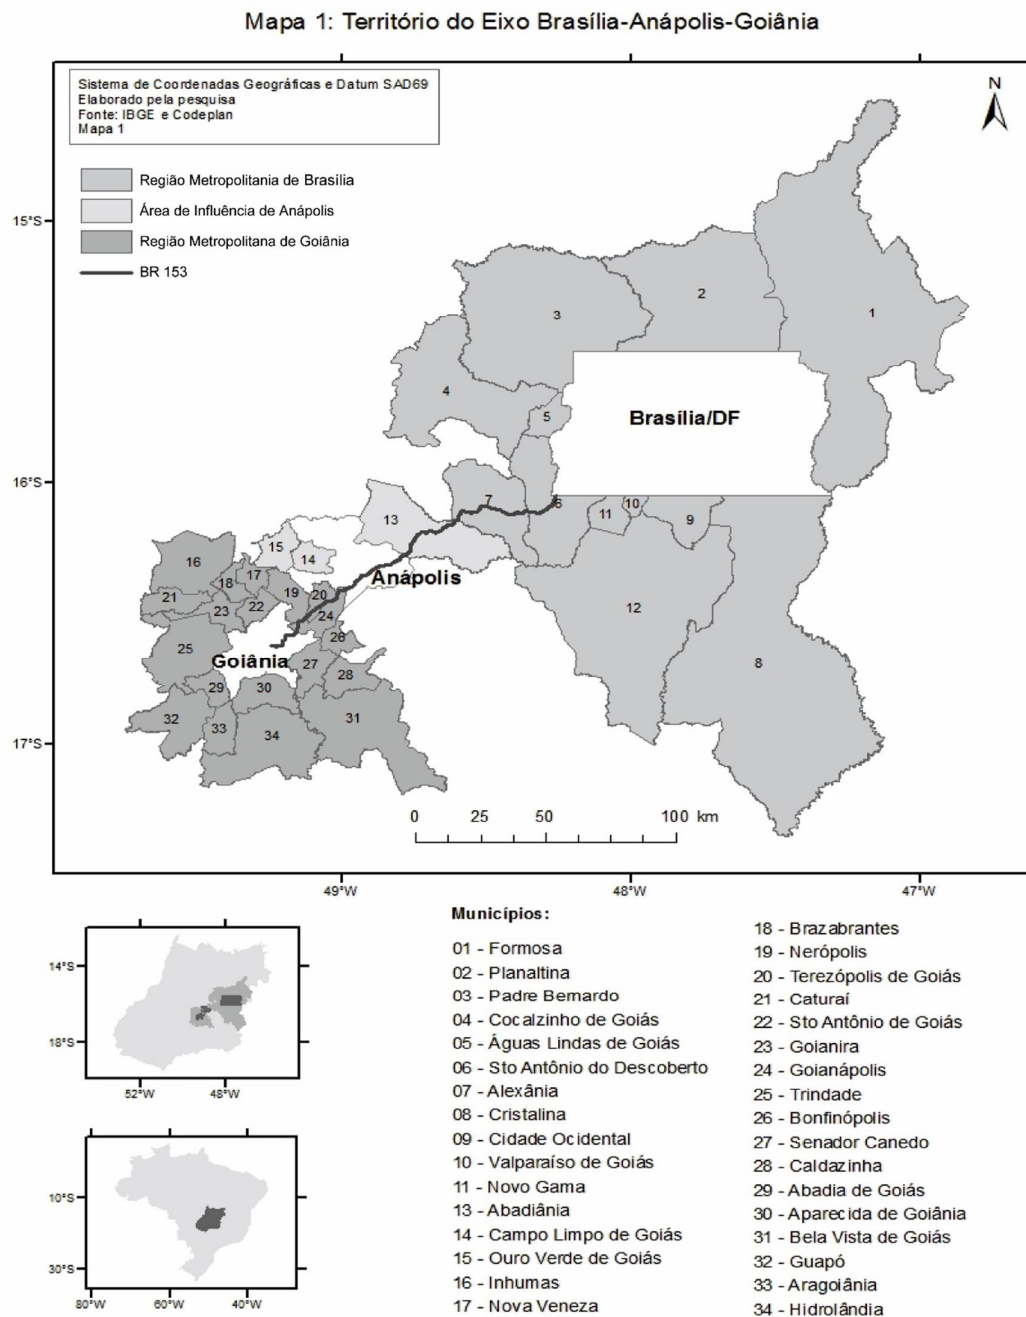 Mapa 1: Território do Eixo Brasília-Anápolis-Goiânia
Sistema de Coordenadas Geográficas e Datum SAD69
Elaborado pela pesquisa
Fonte: IBGE e Codeplan
Mapa 1
N
Região Metropolitania de Brasília
Área de Influência de Anápolis
Região Metropolitana de Goiânia
BR 153
15°S
16°S
17°S
1
2
3
4
5
Brasília/DF
6
7
8
9
10
11
12
13
14
15
Anápolis
16
17
18
19
20
21
22
23
24
25
26
Goiânia
27
28
29
30
31
32
33
34
0 25 50 100 km
49°W 48°W 47°W
14°S
18°S
52°W 48°W
10°S
30°S
80°W 60°W 40°W
Municípios:
01 - Formosa
02 - Planaltina
03 - Padre Bernardo
04 - Cocalzinho de Goiás
05 - Águas Lindas de Goiás
06 - Sto Antônio do Descoberto
07 - Alexânia
08 - Cristalina
09 - Cidade Ocidental
10 - Valparaíso de Goiás
11 - Novo Gama
13 - Abadiânia
14 - Campo Limpo de Goiás
15 - Ouro Verde de Goiás
16 - Inhumas
17 - Nova Veneza
18 - Brazabrantes
19 - Nerópolis
20 - Terezópolis de Goiás
21 - Caturaí
22 - Sto Antônio de Goiás
23 - Goianira
24 - Goianápolis
25 - Trindade
26 - Bonfinópolis
27 - Senador Canedo
28 - Caldazinha
29 - Abadia de Goiás
30 - Aparecida de Goiânia
31 - Bela Vista de Goiás
32 - Guapó
33 - Aragoiânia
34 - Hidrolândia